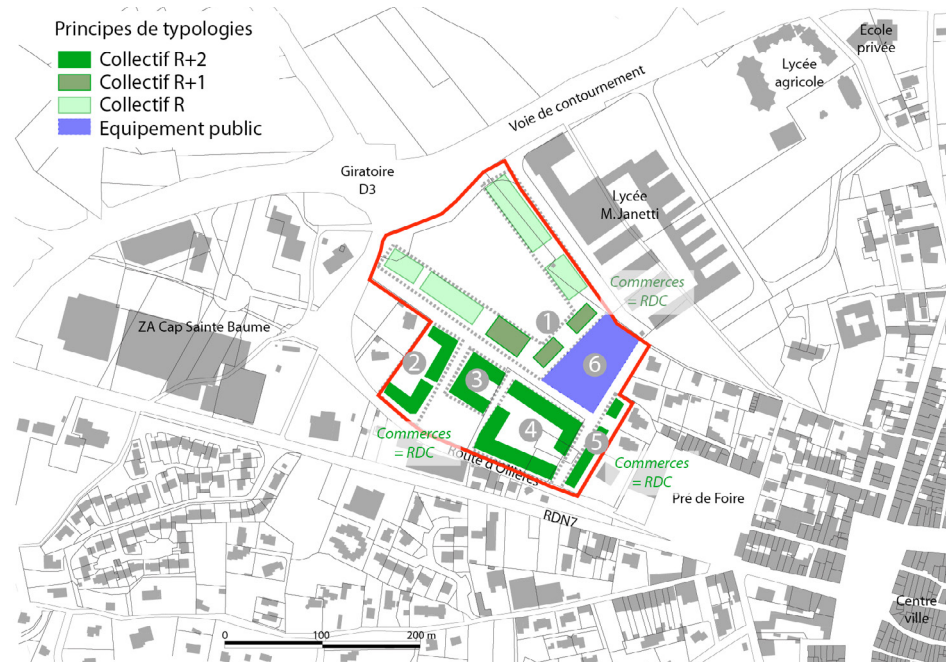 Principes de typologies
Collectif R+2
Collectif R+1
Collectif R
Equipement public
Ecole
privée
Lycée
agricole
Voie de contournement
Giratoire
D3
Lycée
M.Janetti
Commerces
= RDC
ZA Cap Sainte Baume
1
2
3
6
4
5
Commerces
= RDC
Route d'Ollières
Commerces
= RDC
Pré de Foire
RDN7
Centre
ville
0
100
200 m